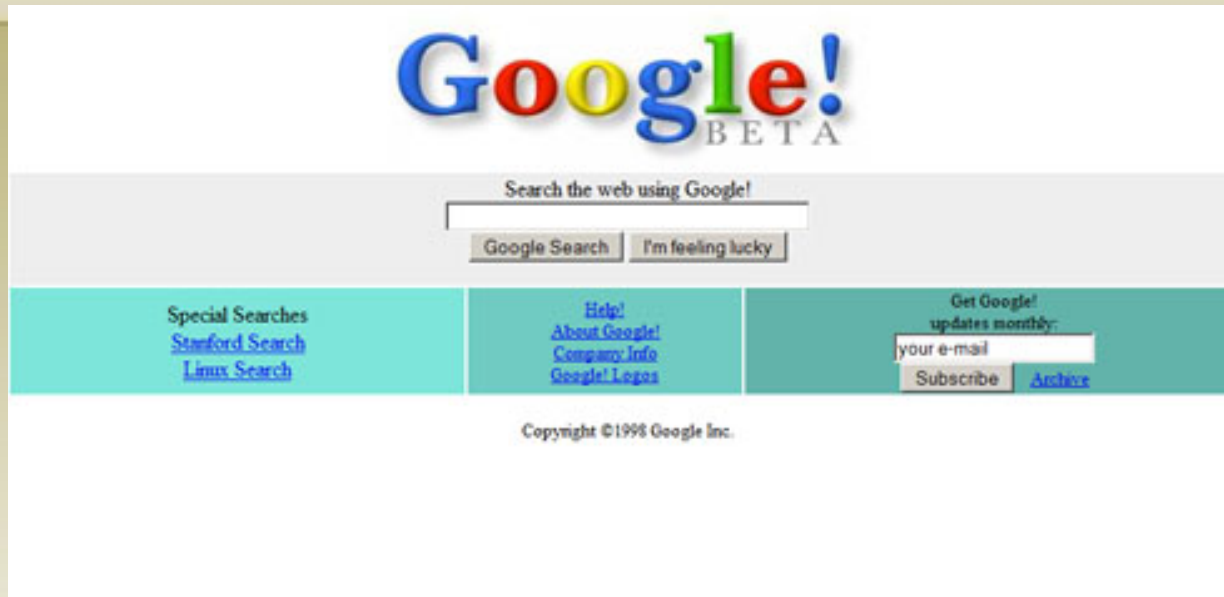 Google!
BETA
Search the web using Google!
Google Search I'm feeling lucky
Special Searches
Stanford Search
Linux Search
Help!
About Google!
Company Info
Google! Logos
Get Google!
updates monthly:
your e-mail
Subscribe Archive
Copyright ©1998 Google Inc.